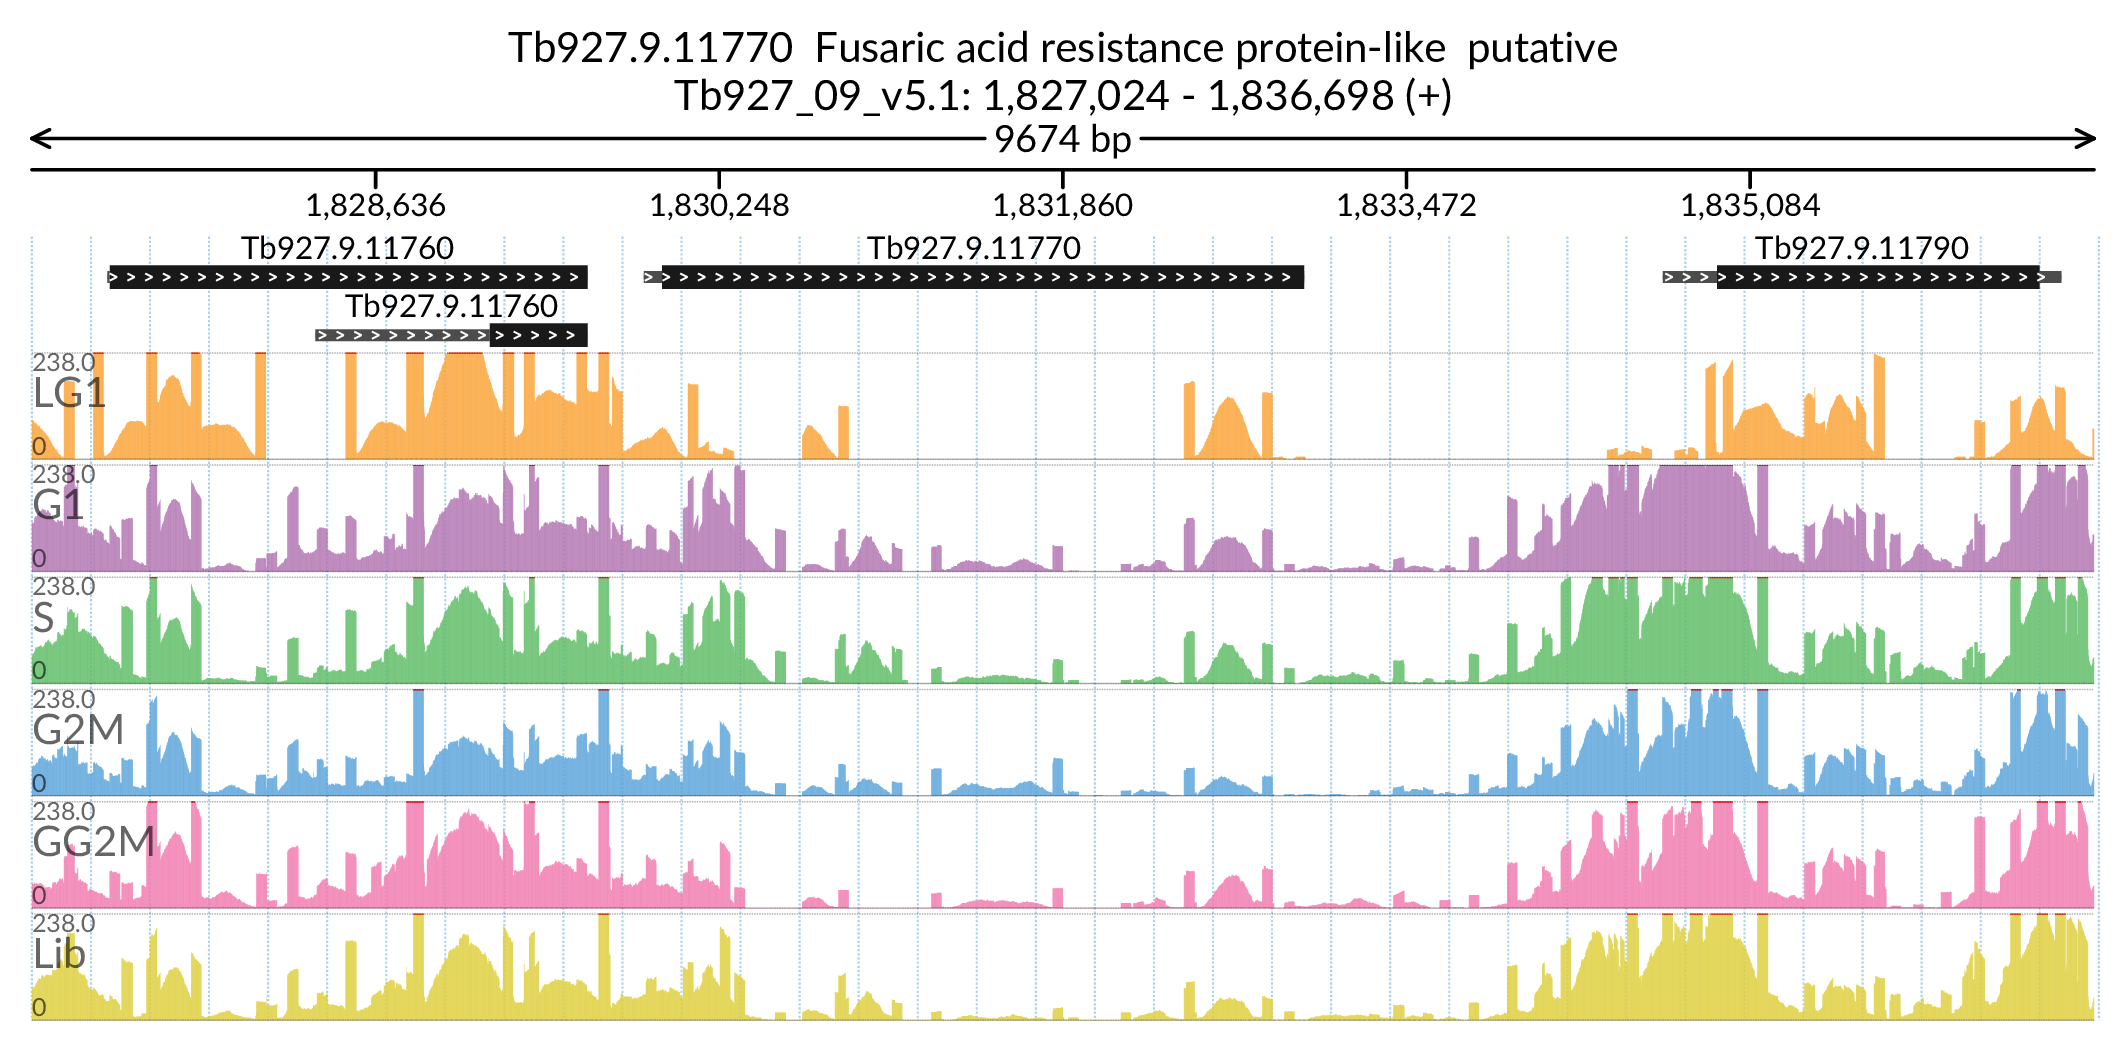 Tb927.9.11770  Fusaric acid resistance protein-like  putative
Tb927_09_v5.1: 1,827,024 - 1,836,698 (+)
9674 bp
1,828,636 1,830,248 1,831,860 1,833,472 1,835,084
Tb927.9.11760 Tb927.9.11770 Tb927.9.11790
Tb927.9.11760
238.0
LG1
0
238.0
G1
0
238.0
S
0
238.0
G2M
0
238.0
GG2M
0
238.0
Lib
0